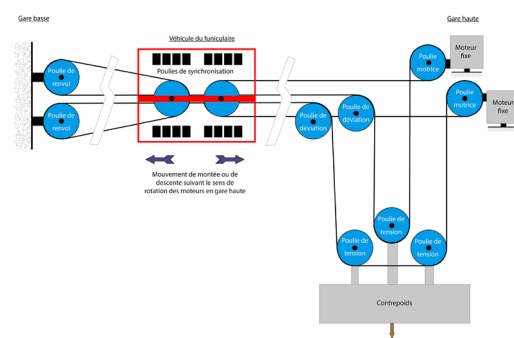 Gare basse
Véhicule du funiculaire
Gare haute
Moteur
fixe
Poulie de
renvoi
Poulies de synchronisation
Poulie
motrice
Poulie
motrice
Moteur
fixe
Poulie de
renvoi
Poulie de
déviation
Poulie de
déviation
Mouvement de montée ou de
descente suivant le sens de
rotation des moteurs en gare haute
Poulie de
tension
Poulie de
tension
Poulie de
tension
Contrepoids